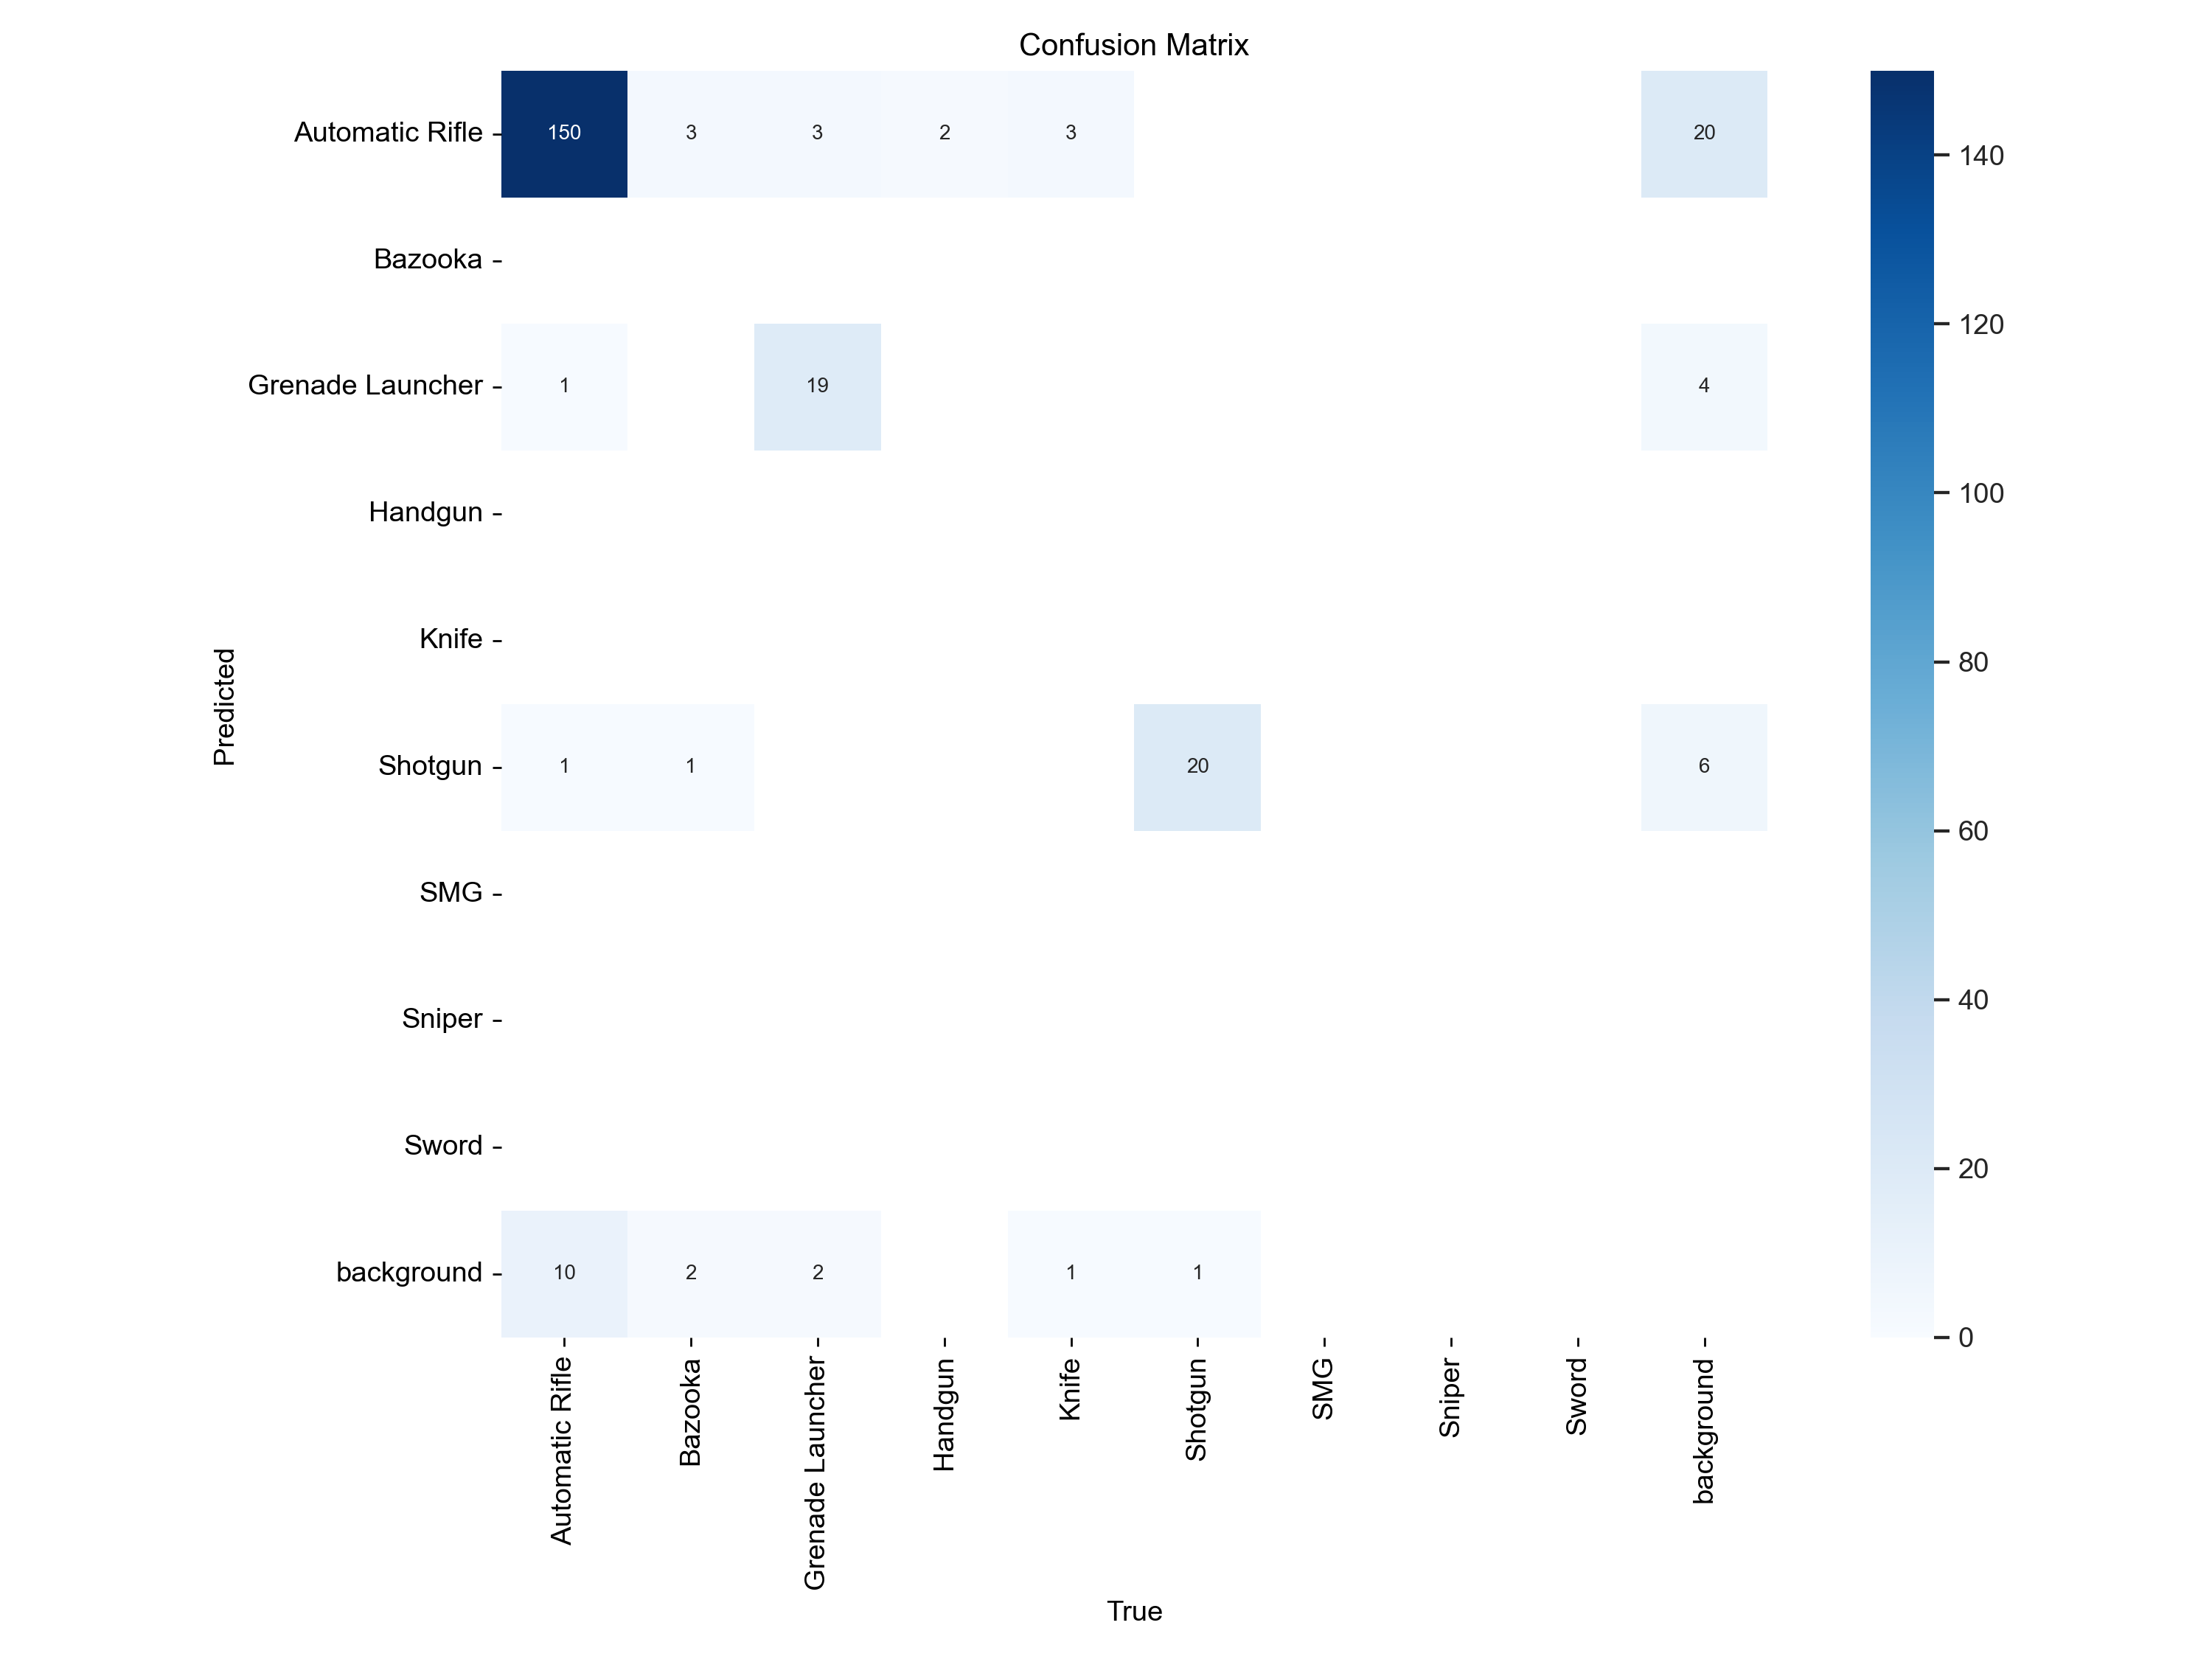 Confusion Matrix
Automatic Rifle 150 3 3 2 3 20
Bazooka
Grenade Launcher 1 19 4
Handgun
Knife
Shotgun 1 1 20 6
SMG
Sniper
Sword
background 10 2 2 1 1
Predicted
Automatic Rifle
Bazooka
Grenade Launcher
Handgun
Knife
Shotgun
SMG
Sniper
Sword
background
True
140
120
100
80
60
40
20
0